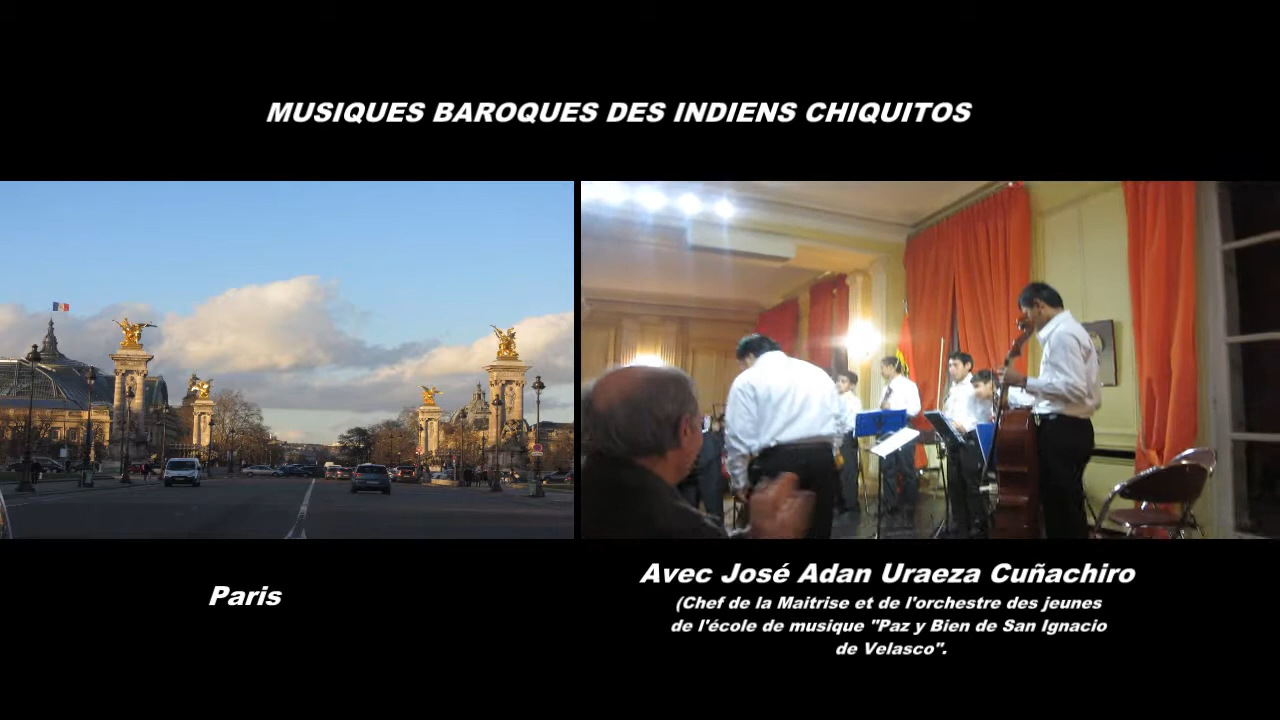 MUSIQUES BAROQUES DES INDIENS CHIQUITOS
Paris
Avec José Adan Uraeza Cuñachiro
(Chef de la Maitrise et de l'orchestre des jeunes
de l'école de musique "Paz y Bien de San Ignacio
de Velasco".